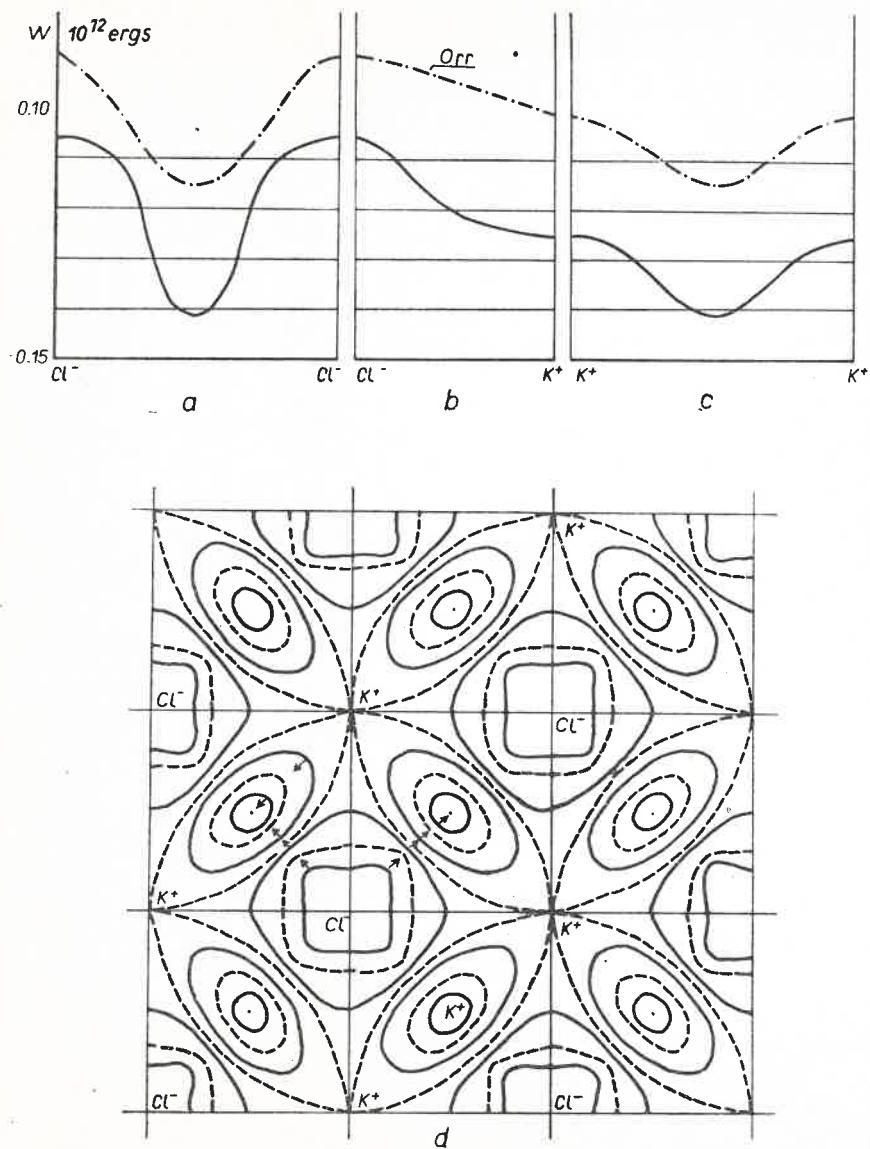 W 10¹² ergs
Orr
0.10
0.15
Cl⁻ Cl⁻ Cl⁻ K⁺ K⁺ K⁺
a b c
K⁺
Cl⁻ K⁺ Cl⁻
K⁺ Cl⁻ K⁺
K⁺
Cl⁻ K⁺ Cl⁻
d